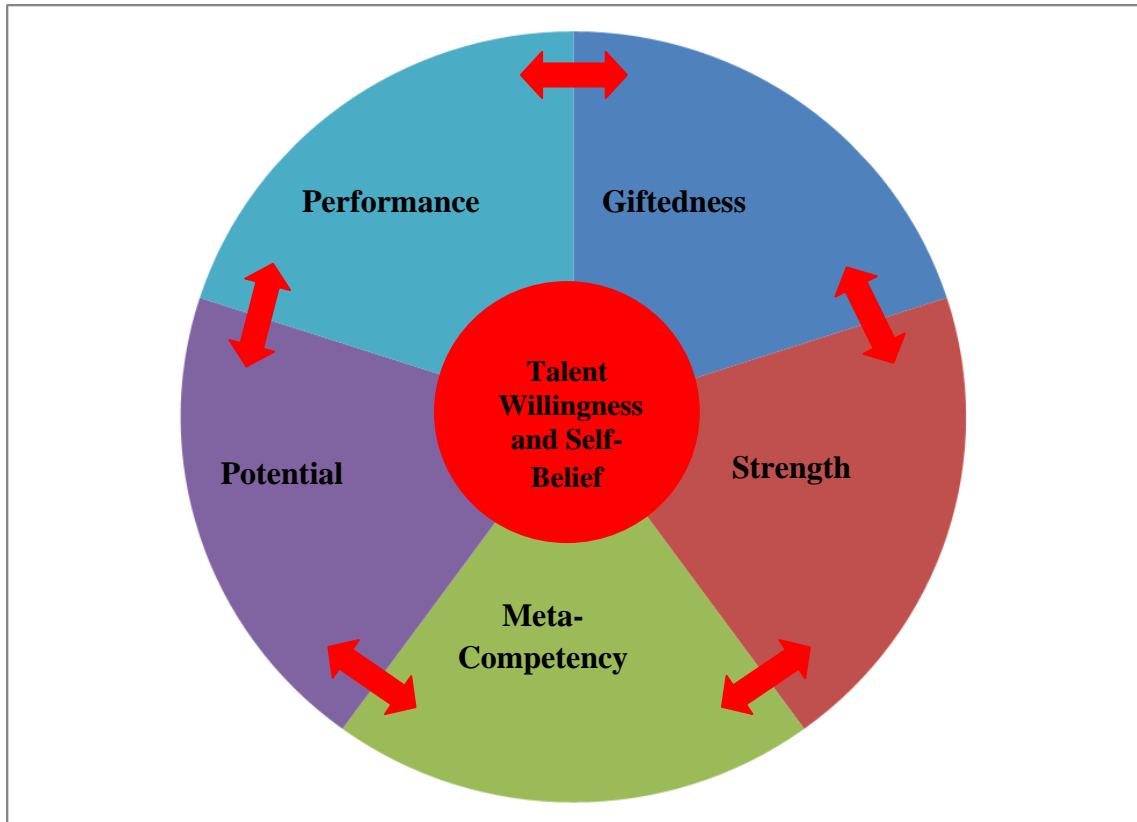 Performance
Giftedness
Talent
Willingness
and Self-
Belief
Potential
Strength
Meta-
Competency